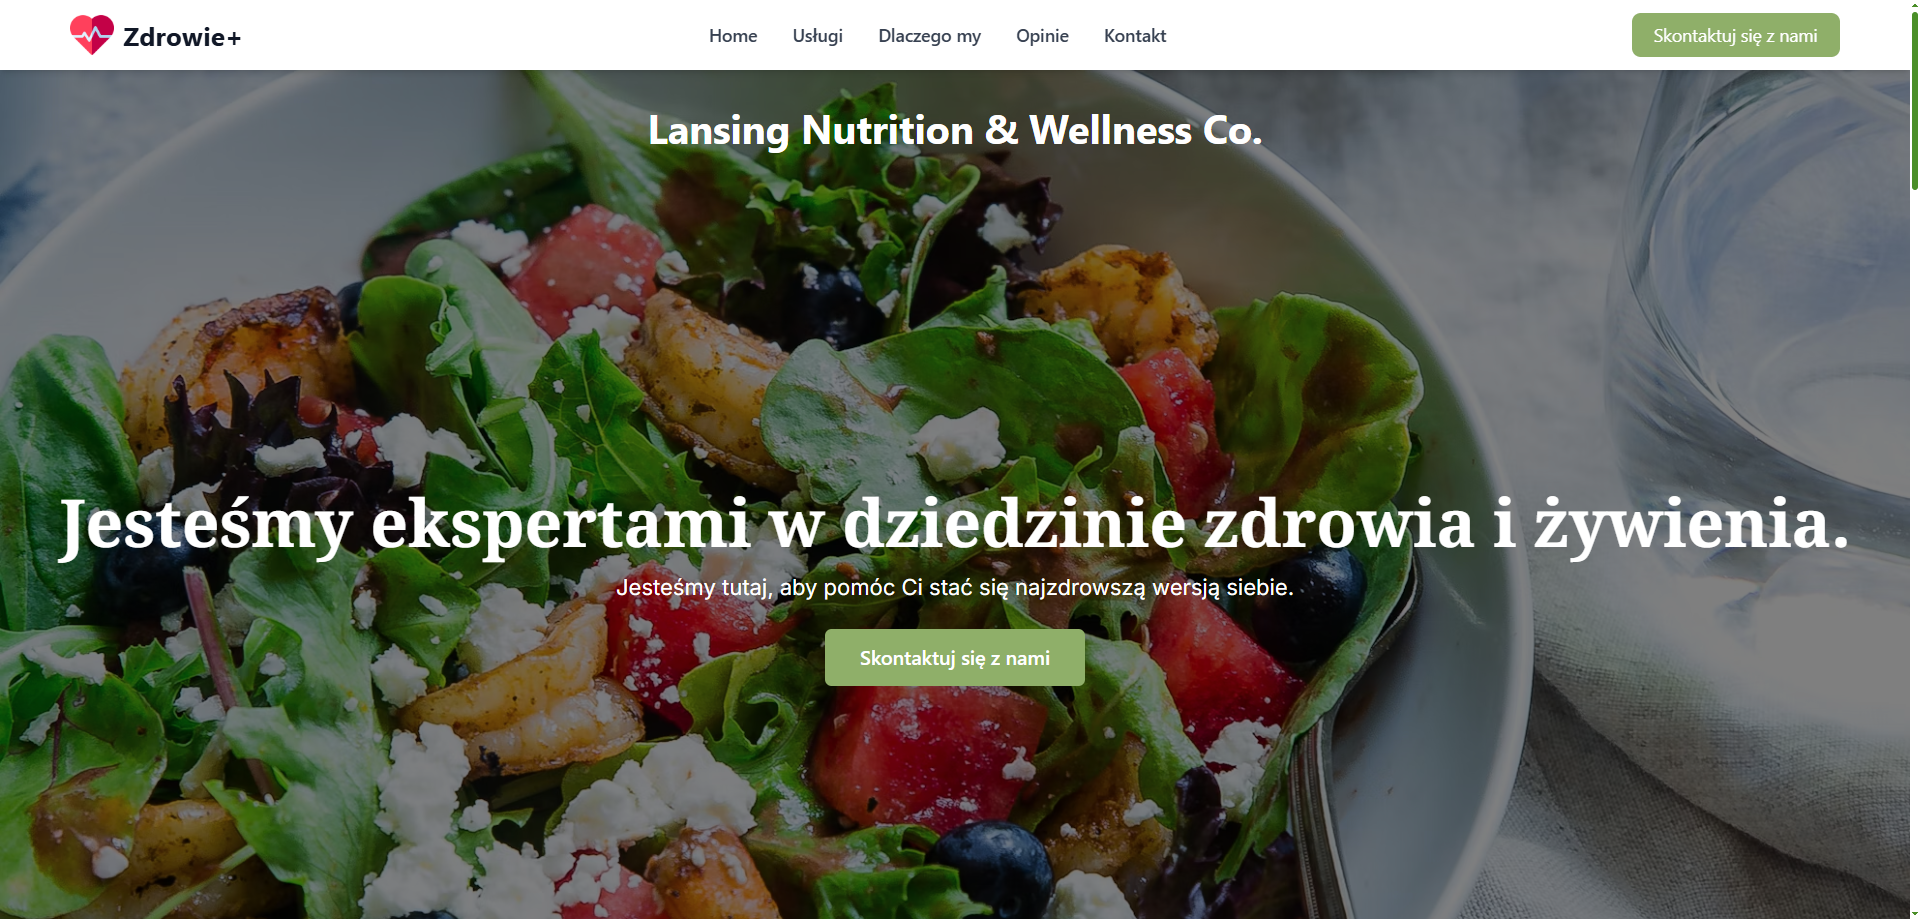 Zdrowie+
Home
Usługi
Dlaczego my
Opinie
Kontakt
Skontaktuj się z nami
Lansing Nutrition & Wellness Co.
Jesteśmy ekspertami w dziedzinie zdrowia i żywienia.
Jesteśmy tutaj, aby pomóc Ci stać się najzdrowszą wersją siebie.
Skontaktuj się z nami